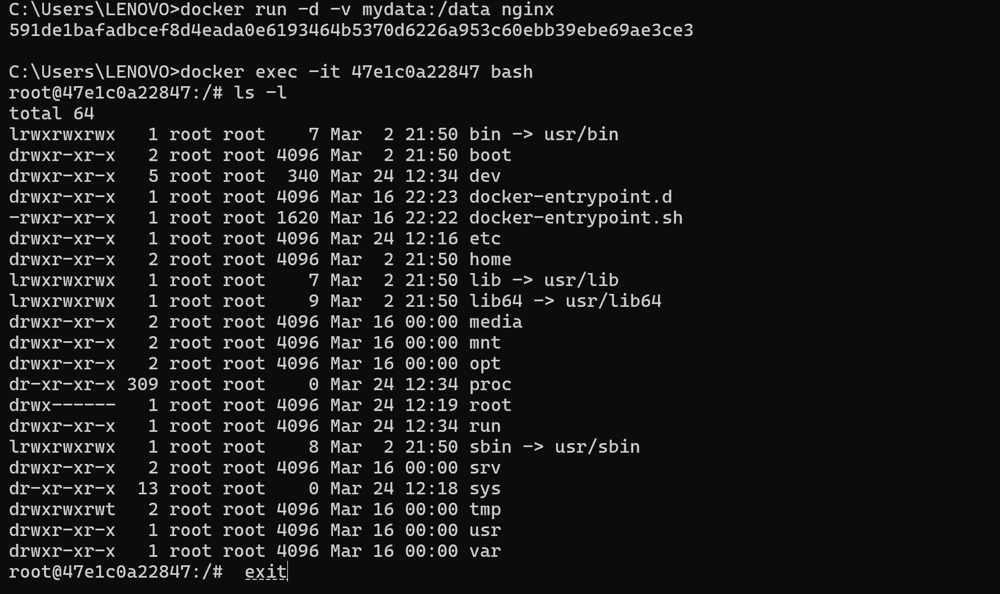 C:\Users\LENOVO>docker run -d -v mydata:/data nginx
591de1bafadbcef8d4eada0e6193464b5370d6226a953c60ebb39ebe69ae3ce3
C:\Users\LENOVO>docker exec -it 47e1c0a22847 bash
root@47e1c0a22847:/# ls -l
total 64
lrwxrwxrwx   1 root root    7 Mar  2 21:50 bin -> usr/bin
drwxr-xr-x   2 root root 4096 Mar  2 21:50 boot
drwxr-xr-x   5 root root  340 Mar 24 12:34 dev
drwxr-xr-x   1 root root 4096 Mar 16 22:23 docker-entrypoint.d
-rwxr-xr-x   1 root root 1620 Mar 16 22:22 docker-entrypoint.sh
drwxr-xr-x   1 root root 4096 Mar 24 12:16 etc
drwxr-xr-x   2 root root 4096 Mar  2 21:50 home
lrwxrwxrwx   1 root root    7 Mar  2 21:50 lib -> usr/lib
lrwxrwxrwx   1 root root    9 Mar  2 21:50 lib64 -> usr/lib64
drwxr-xr-x   2 root root 4096 Mar 16 00:00 media
drwxr-xr-x   2 root root 4096 Mar 16 00:00 mnt
drwxr-xr-x   2 root root 4096 Mar 16 00:00 opt
dr-xr-xr-x 309 root root    0 Mar 24 12:34 proc
drwx------   1 root root 4096 Mar 24 12:19 root
drwxr-xr-x   1 root root 4096 Mar 24 12:34 run
lrwxrwxrwx   1 root root    8 Mar  2 21:50 sbin -> usr/sbin
drwxr-xr-x   2 root root 4096 Mar 16 00:00 srv
dr-xr-xr-x  13 root root    0 Mar 24 12:18 sys
drwxrwxrwt   2 root root 4096 Mar 16 00:00 tmp
drwxr-xr-x   1 root root 4096 Mar 16 00:00 usr
drwxr-xr-x   1 root root 4096 Mar 16 00:00 var
root@47e1c0a22847:/#  exit